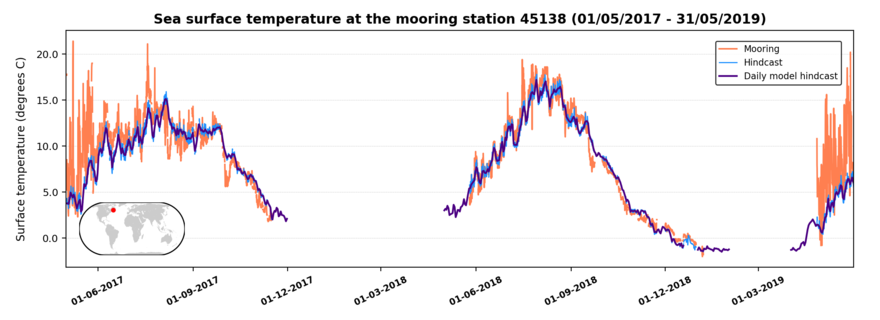 Sea surface temperature at the mooring station 45138 (01/05/2017 - 31/05/2019)
Surface temperature (degrees C)
20.0
15.0
10.0
5.0
0.0
Mooring
Hindcast
Daily model hindcast
01-06-2017
01-09-2017
01-12-2017
01-03-2018
01-06-2018
01-09-2018
01-12-2018
01-03-2019